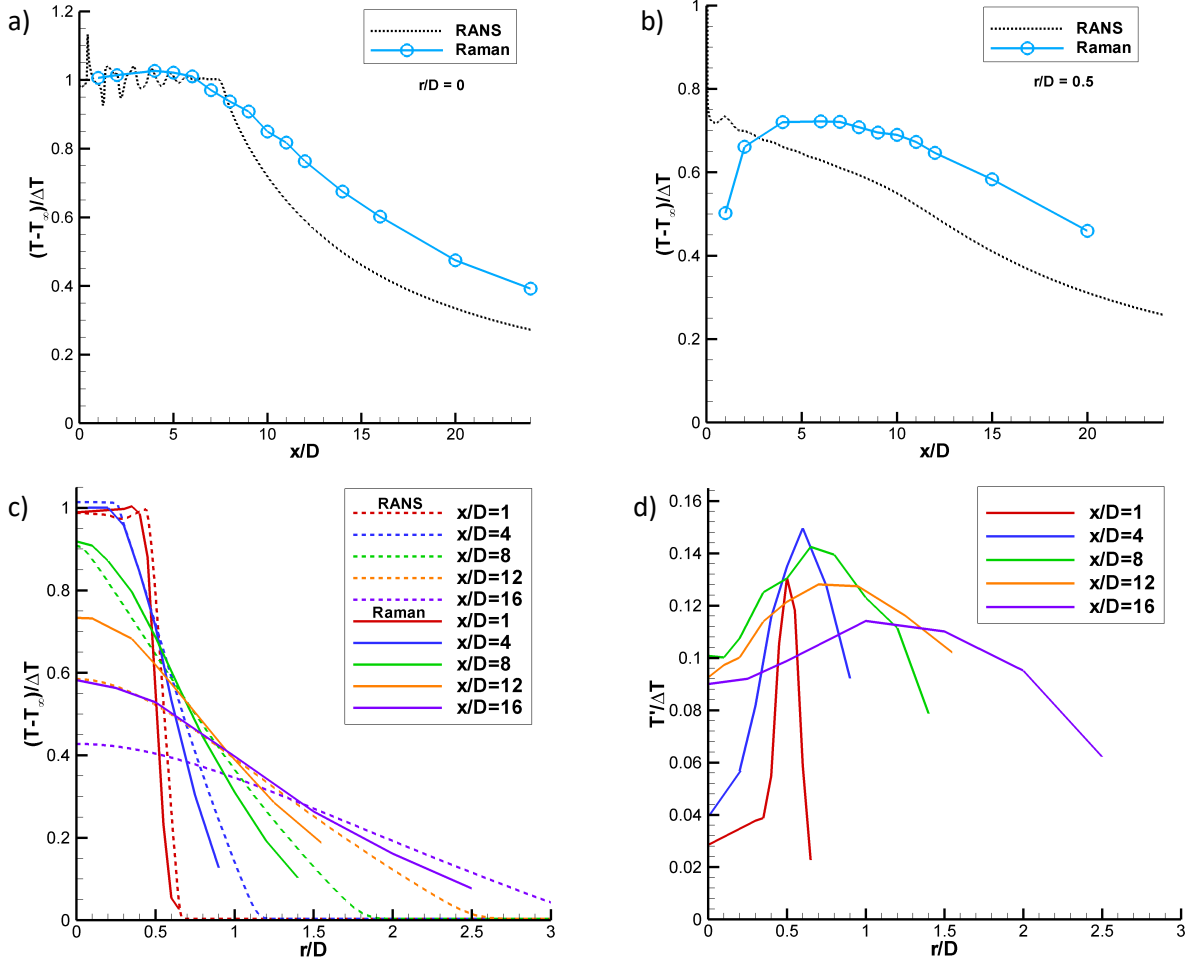 a)
RANS
Raman
r/D = 0
(T-T∞)/ΔT
1.2
1
0.8
0.6
0.4
0.2
0
0 5 10 15 20
x/D
b)
RANS
Raman
r/D = 0.5
(T-T∞)/ΔT
1
0.8
0.6
0.4
0.2
0
0 5 10 15 20
x/D
c)
RANS
x/D=1
x/D=4
x/D=8
x/D=12
x/D=16
Raman
x/D=1
x/D=4
x/D=8
x/D=12
x/D=16
(T-T∞)/ΔT
1
0.8
0.6
0.4
0.2
0
0 0.5 1 1.5 2 2.5 3
r/D
d)
x/D=1
x/D=4
x/D=8
x/D=12
x/D=16
T'/ΔT
0.16
0.14
0.12
0.1
0.08
0.06
0.04
0.02
0
0 0.5 1 1.5 2 2.5 3
r/D